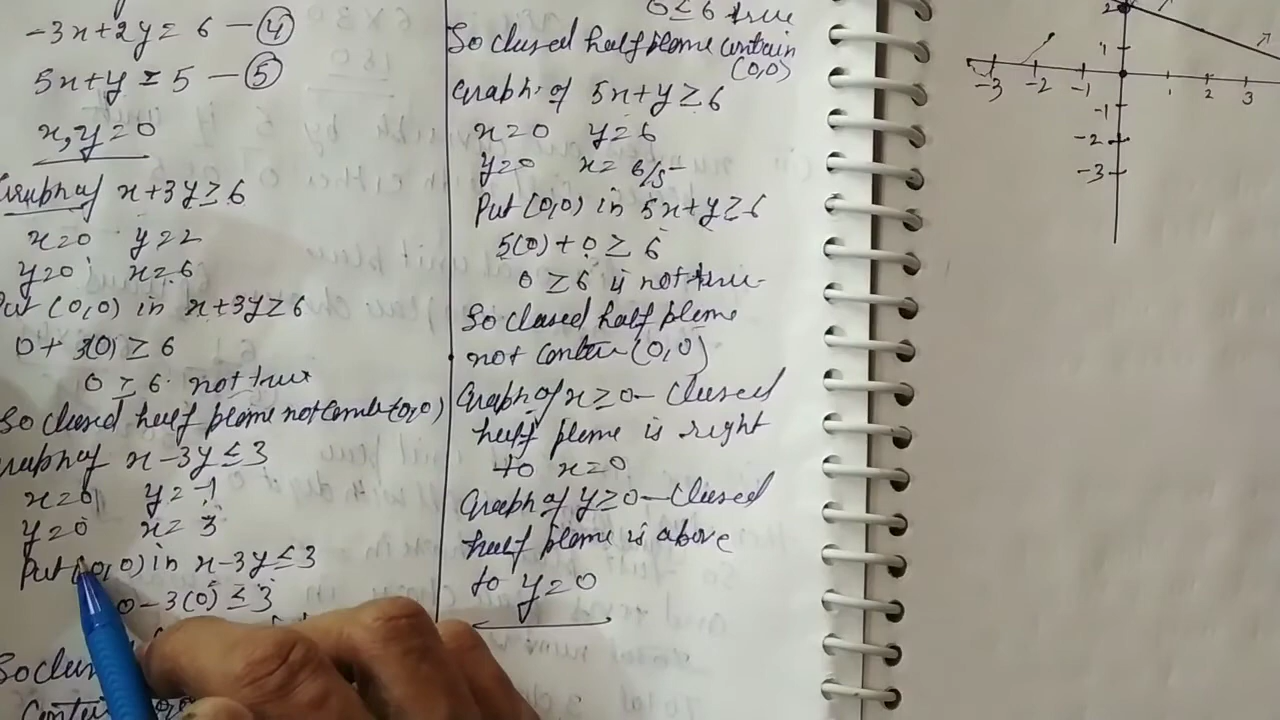 -3x+2y = 6 — ④
5x+y = 5 — ⑤
x, y = 0
Graph of x+3y ≥ 6
x=0 y=2
y=0 x=6
Put (0,0) in x+3y ≥ 6
0 + 3(0) ≥ 6
0 ≥ 6 not true
So closed half plane not (0,0)
Graph of x-3y ≤ 3
x=0 y=-1
y=0 x=3
Put (0,0) in x-3y ≤ 3
0-3(0) ≤ 3
So
0 ≤ 6 true
So closed half plane contain
(0,0)
Graph of 5x+y ≥ 6
x=0 y=6
y=0 x= 6/5
Put (0,0) in 5x+y ≥ 6
5(0)+0 ≥ 6
0 ≥ 6 is not true
So closed half plane
not (0,0)
Graph of x ≥ 0 — Closed
half plane is right
to x=0
Graph of y ≥ 0 — Closed
half plane is above
to y=0
2
1
-3 -2 -1 1 2 3
-1
-2
-3